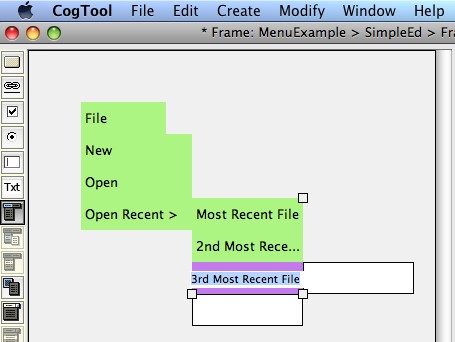 CogTool File Edit Create Modify Window Help
* Frame: MenuExample > SimpleEd > Fra
File
New
Open
Open Recent > Most Recent File
2nd Most Rece...
3rd Most Recent File
Txt